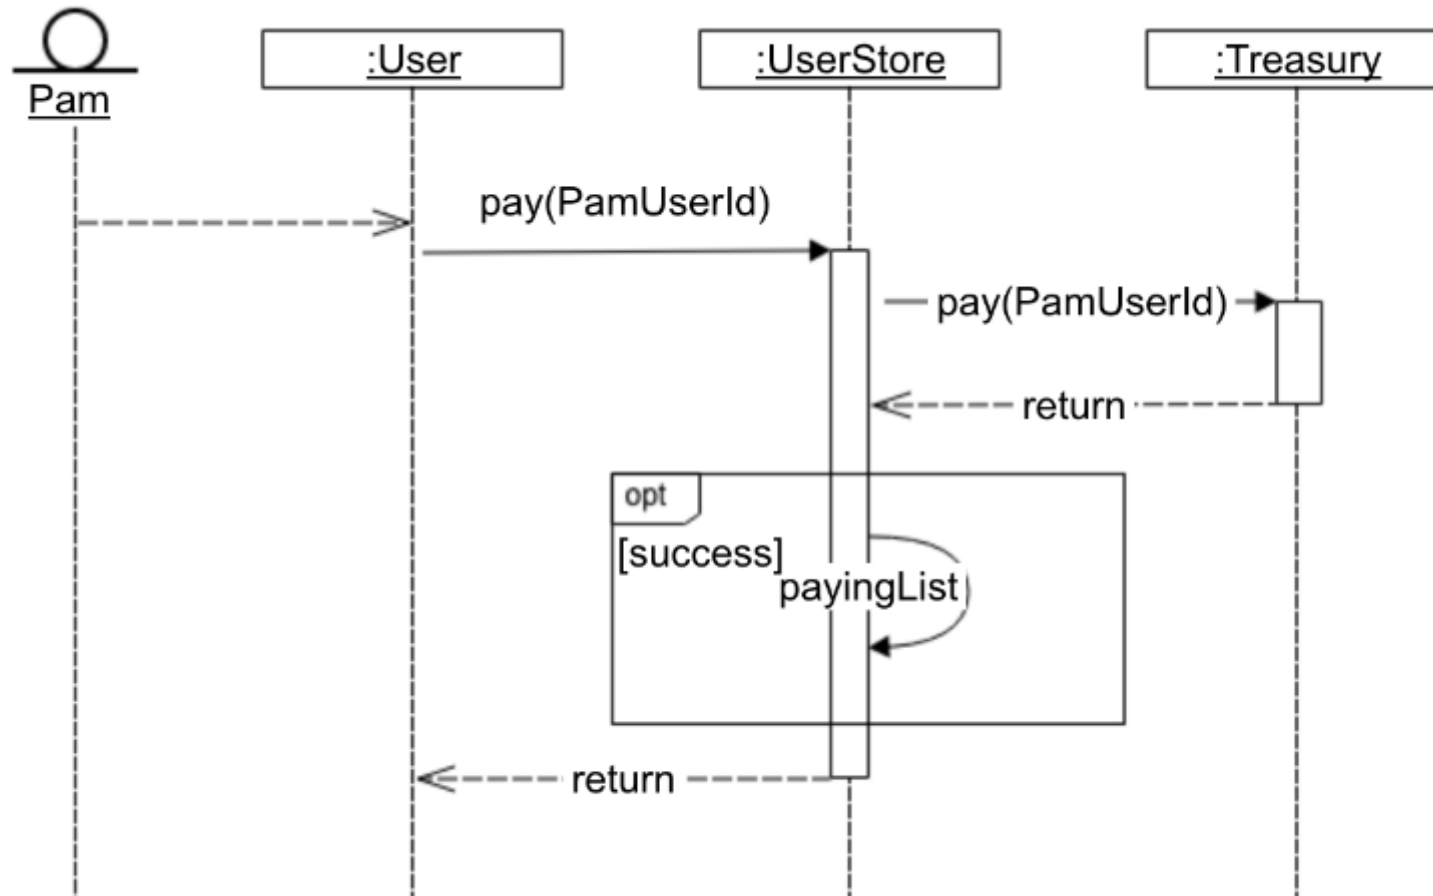 Pam
:User
:UserStore
:Treasury
pay(PamUserId)
pay(PamUserId)
return
opt
[success]
payingList
return